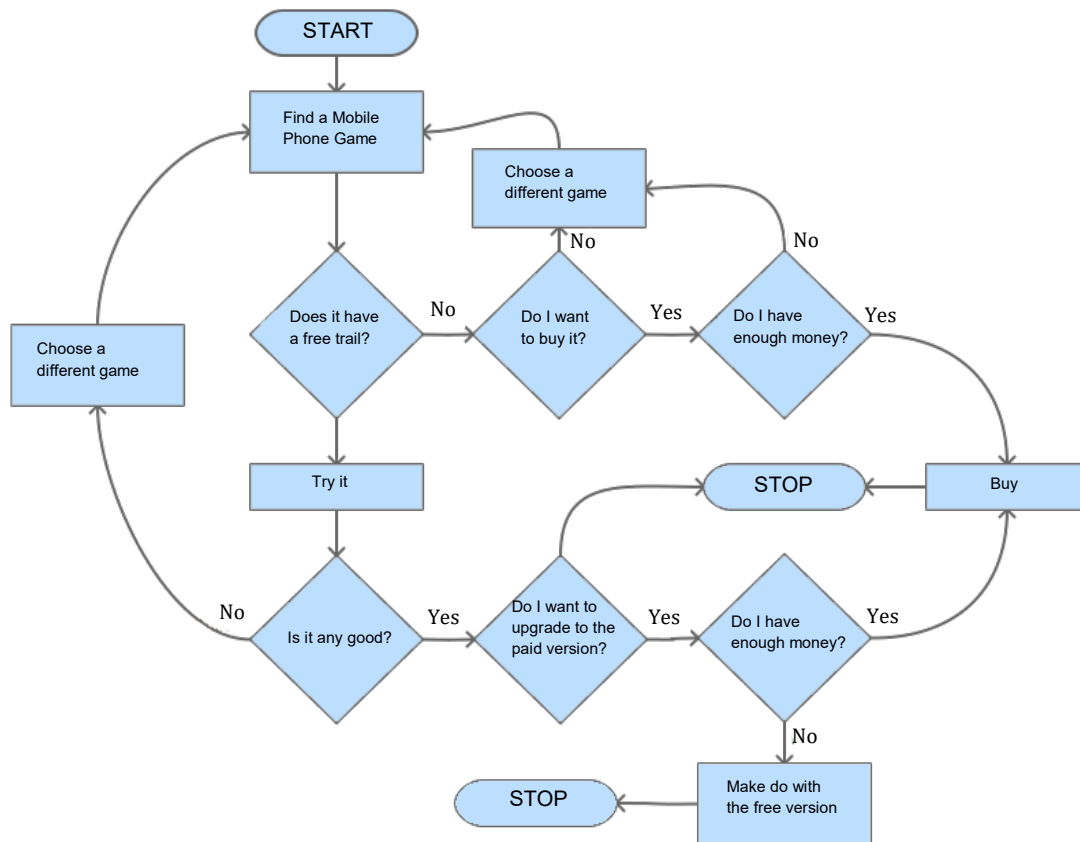 START
Find a Mobile
Phone Game
Choose a
different game
No
No
Does it have
a free trail?
No
Do I want
to buy it?
Yes
Do I have
enough money?
Yes
Choose a
different game
Try it
STOP
Buy
No
Is it any good?
Yes
Do I want to
upgrade to the
paid version?
Yes
Do I have
enough money?
Yes
No
Make do with
the free version
STOP